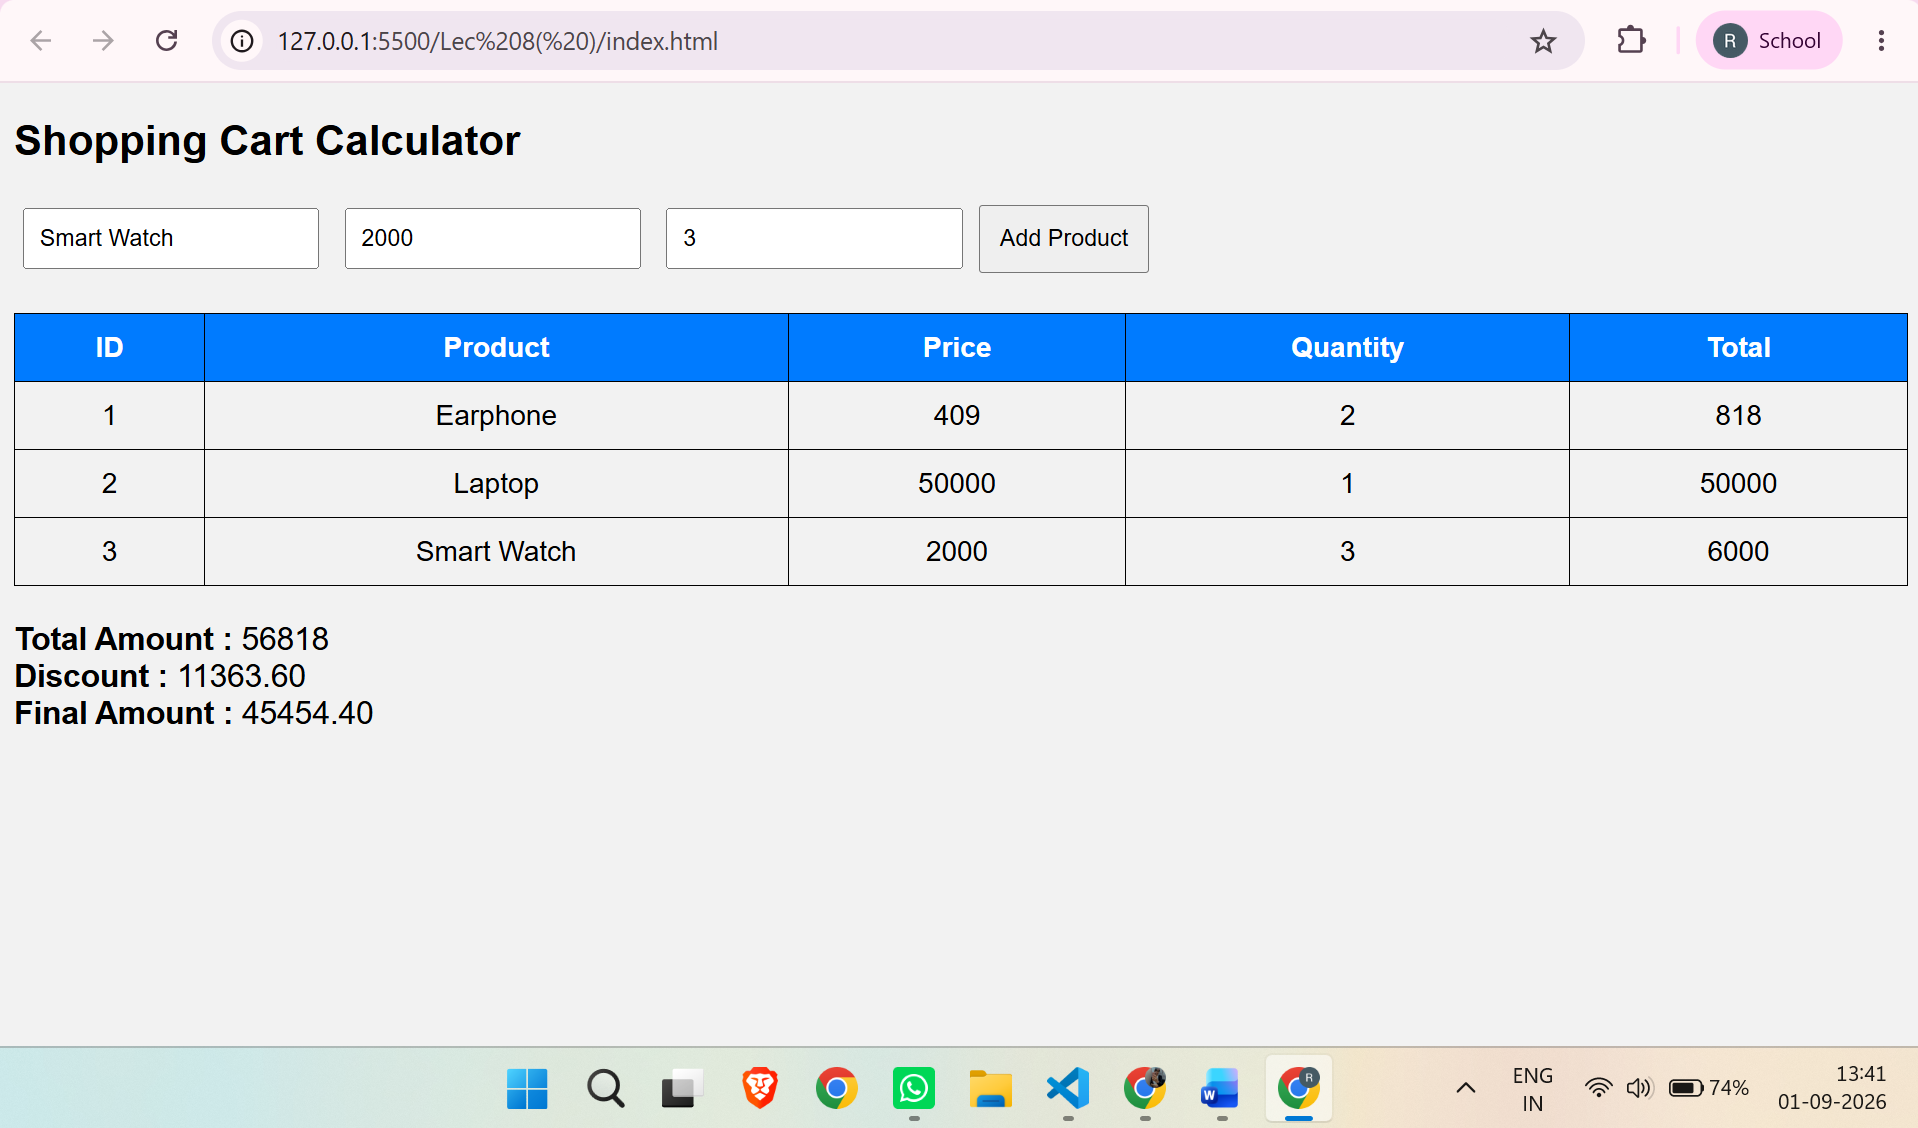 127.0.0.1:5500/Lec%208(%20)/index.html
R School
Shopping Cart Calculator
Smart Watch 2000 3 Add Product
ID Product Price Quantity Total
1 Earphone 409 2 818
2 Laptop 50000 1 50000
3 Smart Watch 2000 3 6000
Total Amount : 56818
Discount : 11363.60
Final Amount : 45454.40
W
R
ENG
IN
74%
13:41
01-09-2026